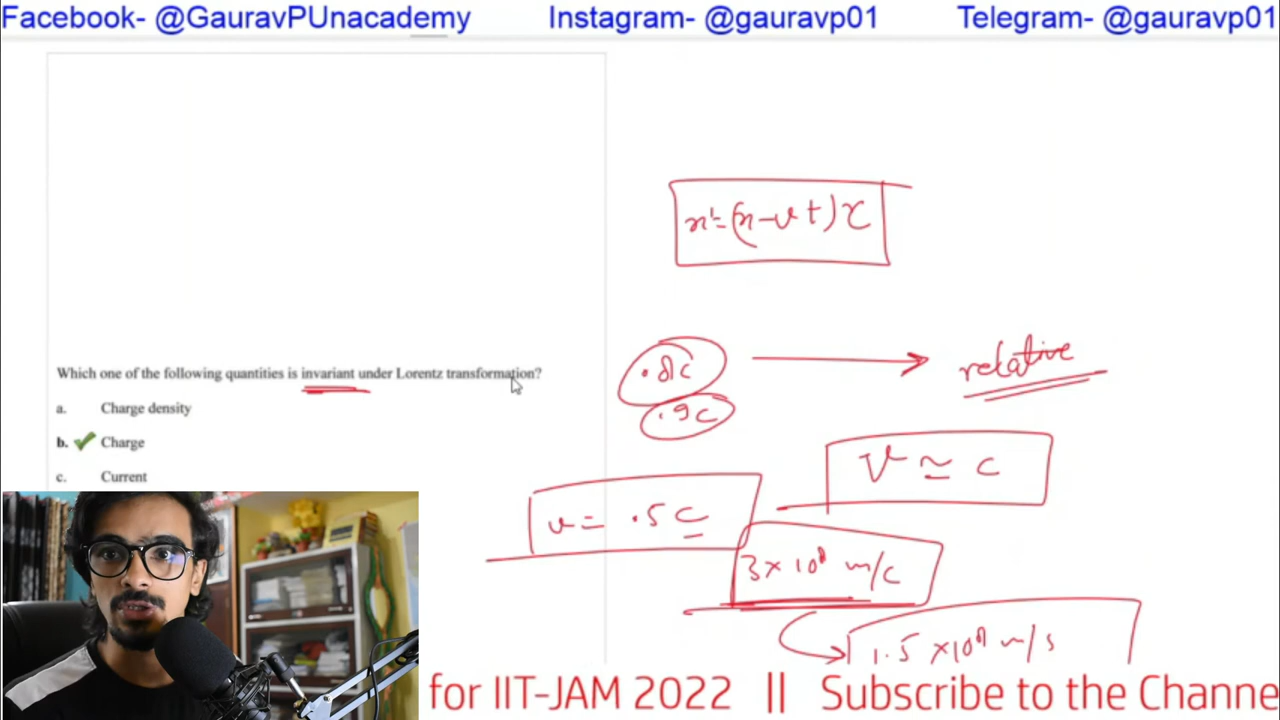 Facebook- @GauravPUnacademy Instagram- @gauravp01 Telegram- @gauravp01
x'=(x-vt)γ
Which one of the following quantities is invariant under Lorentz transformation?
a. Charge density
b. Charge
c. Current
.8c
relative
.9c
V ≃ c
v = .5c
3×10⁸ m/c
1.5 ×10⁸ m/s
for IIT-JAM 2022 || Subscribe to the Channe